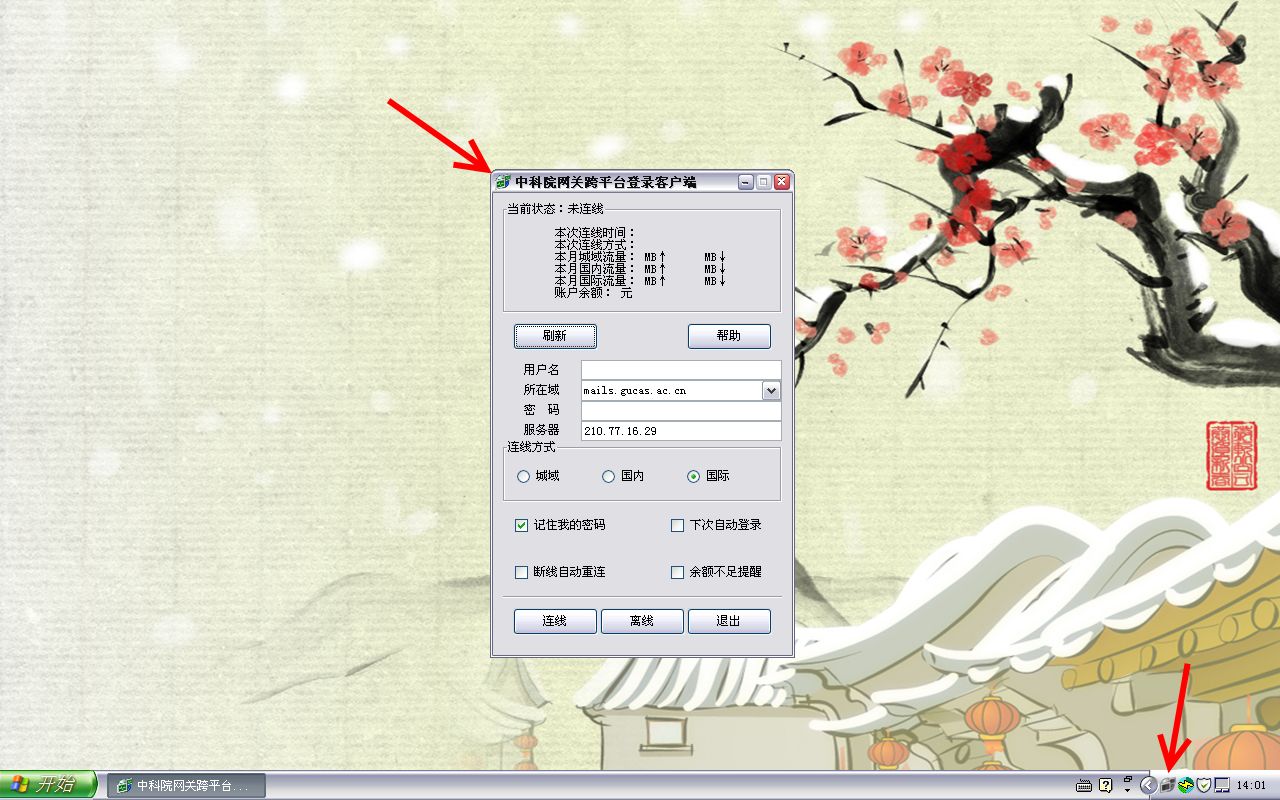 中科院网关跨平台登录客户端
当前状态：未连线
本次连线时间：
本次连线方式：
本月城域流量： MB↑ MB↓
本月国内流量： MB↑ MB↓
本月国际流量： MB↑ MB↓
账户余额： 元
刷新 帮助
用户名
所在域 mails.gucas.ac.cn
密 码
服务器 210.77.16.29
连线方式
城域 国内 国际
记住我的密码 下次自动登录
断线自动重连 余额不足提醒
连线 离线 退出
开始 中科院网关跨平台... 14:01